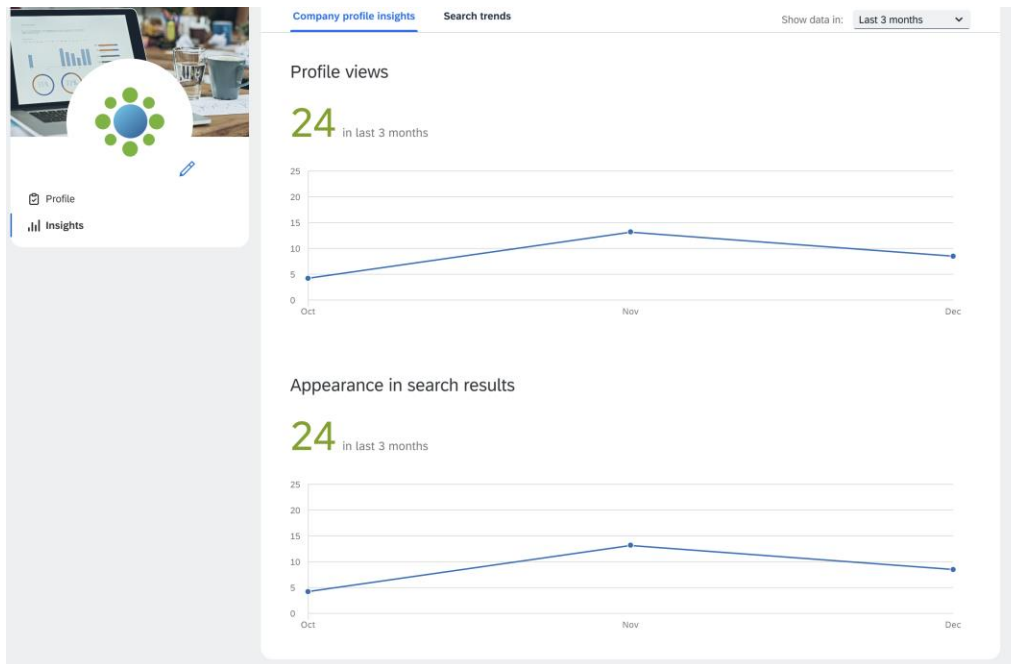 Company profile insights Search trends Show data in: Last 3 months
Profile views
24 in last 3 months
25
20
15
10
5
0
Oct Nov Dec
Profile
Insights
Appearance in search results
24 in last 3 months
25
20
15
10
5
0
Oct Nov Dec